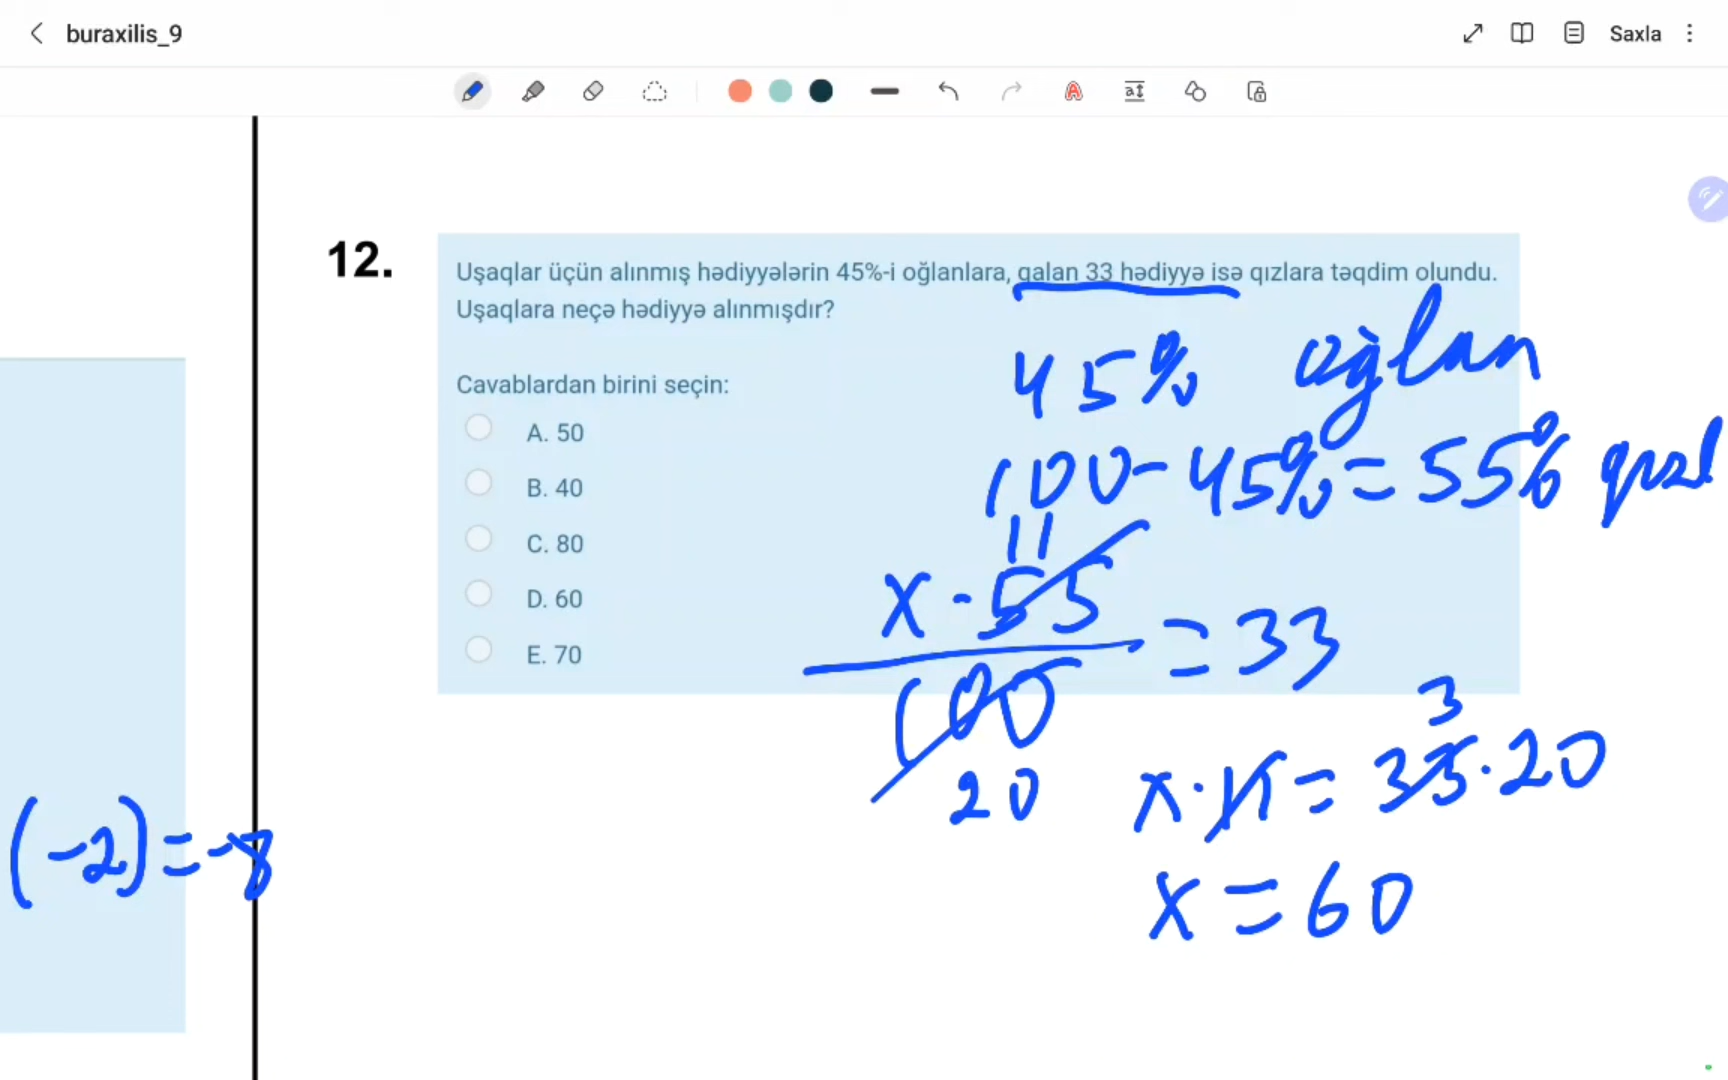 buraxilis_9
Saxla
12.
Uşaqlar üçün alınmış hədiyyələrin 45%-i oğlanlara, qalan 33 hədiyyə isə qızlara təqdim olundu.
Uşaqlara neçə hədiyyə alınmışdır?
Cavablardan birini seçin:
A. 50
B. 40
C. 80
D. 60
E. 70
45% oğlan
100-45%=55% qızl
11
x·55
100
=33
20
3
x·11=33·20
x=60
(-2)=-8